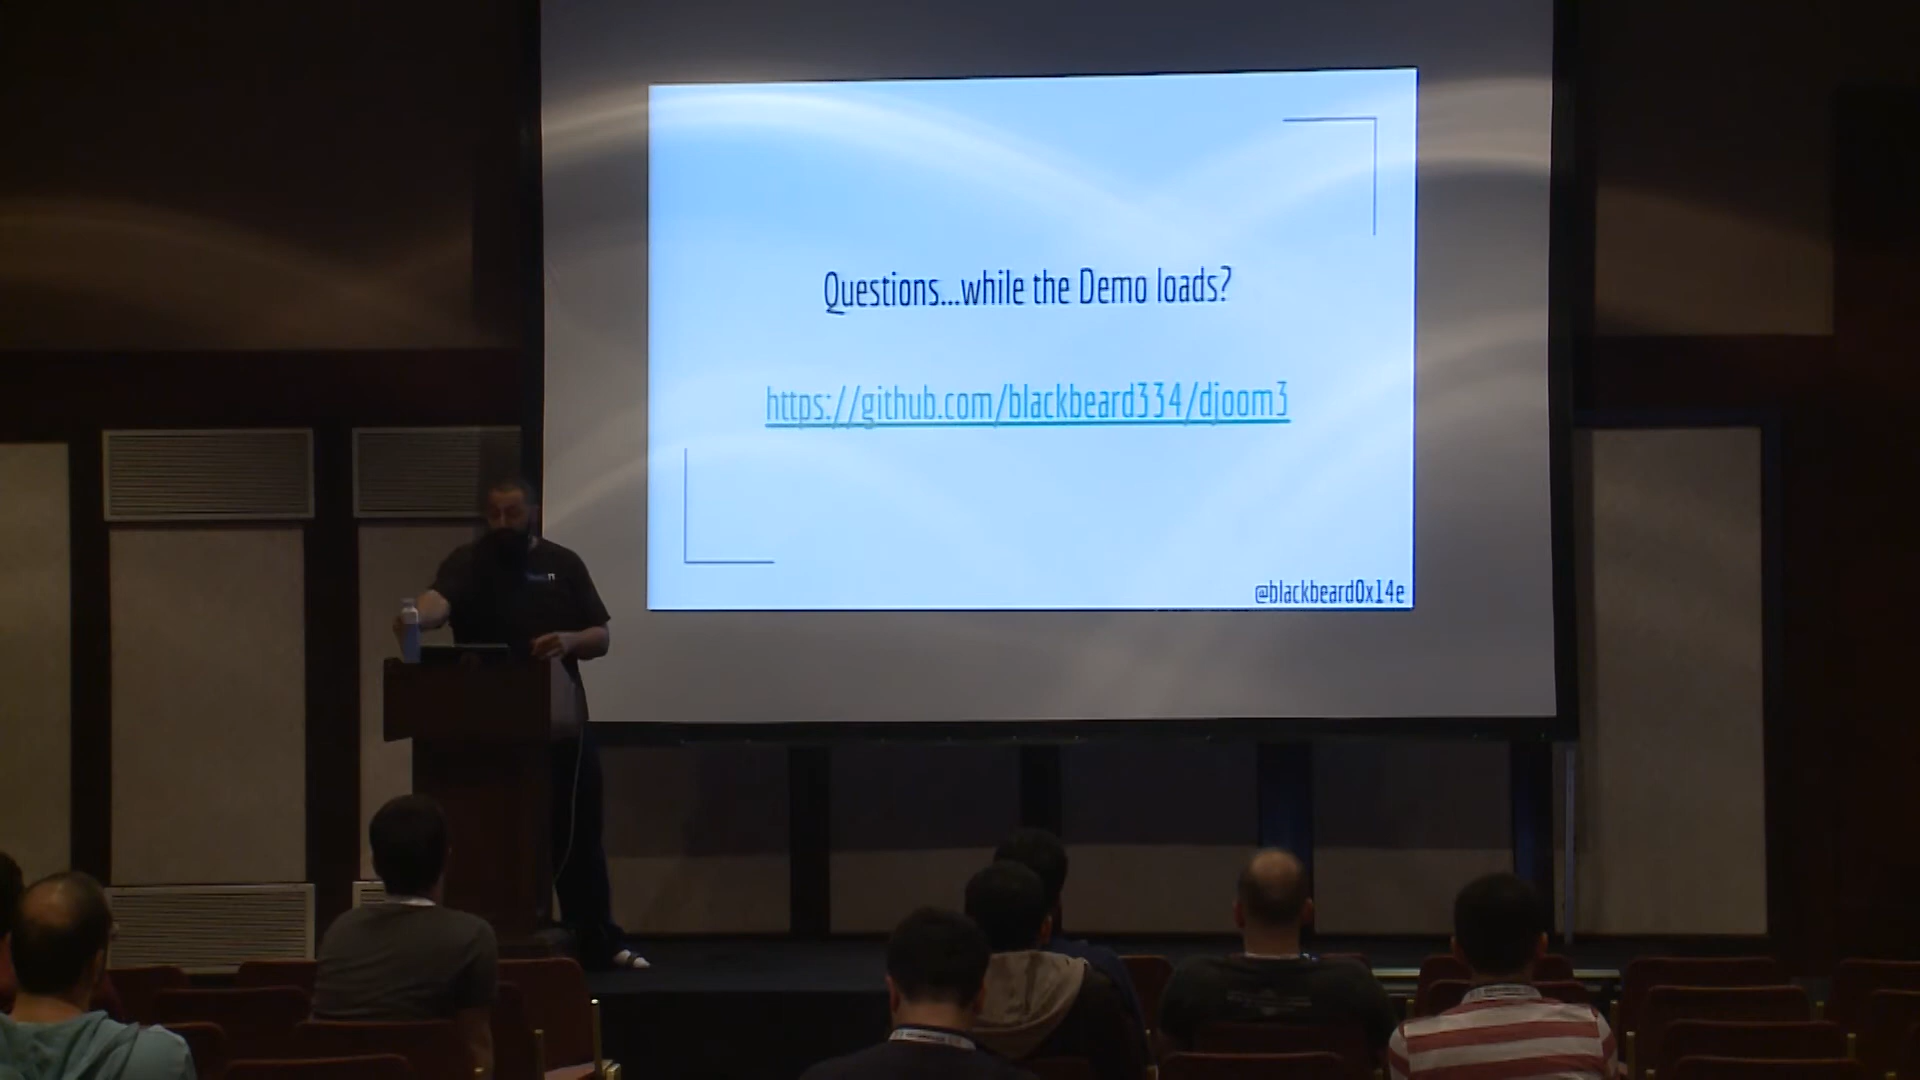 Questions...while the Demo loads?
https://github.com/blackbeard334/djoom3
@blackbeard0x14e